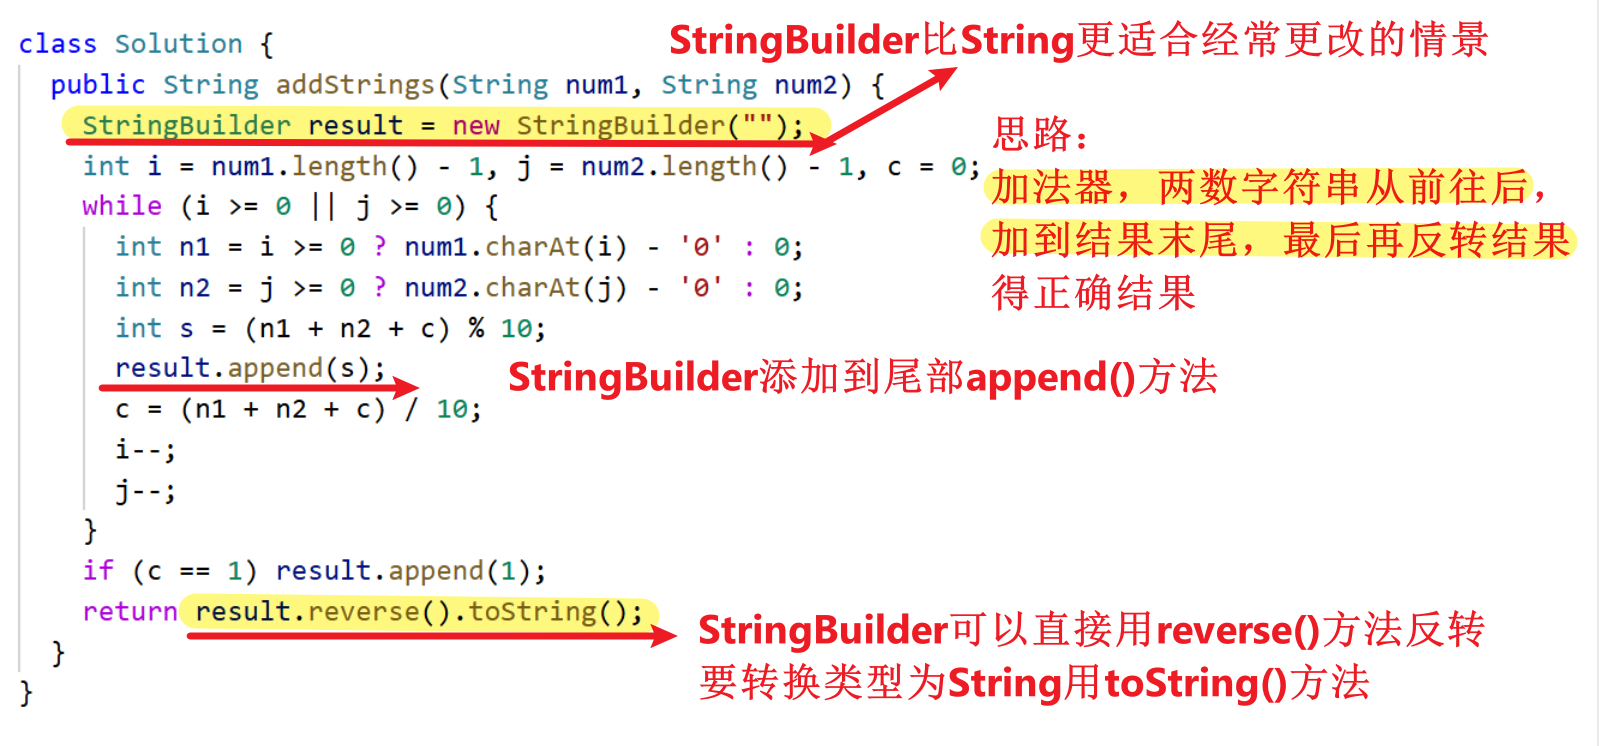 class Solution {
StringBuilder比String更适合经常更改的情景
public String addStrings(String num1, String num2) {
StringBuilder result = new StringBuilder("");
思路：
int i = num1.length() - 1, j = num2.length() - 1, c = 0;
加法器，两数字符串从前往后，
while (i >= 0 || j >= 0) {
加到结果末尾，最后再反转结果
int n1 = i >= 0 ? num1.charAt(i) - '0' : 0;
得正确结果
int n2 = j >= 0 ? num2.charAt(j) - '0' : 0;
int s = (n1 + n2 + c) % 10;
result.append(s);
StringBuilder添加到尾部append()方法
c = (n1 + n2 + c) / 10;
i--;
j--;
}
if (c == 1) result.append(1);
return result.reverse().toString();
StringBuilder可以直接用reverse()方法反转
}
要转换类型为String用toString()方法
}